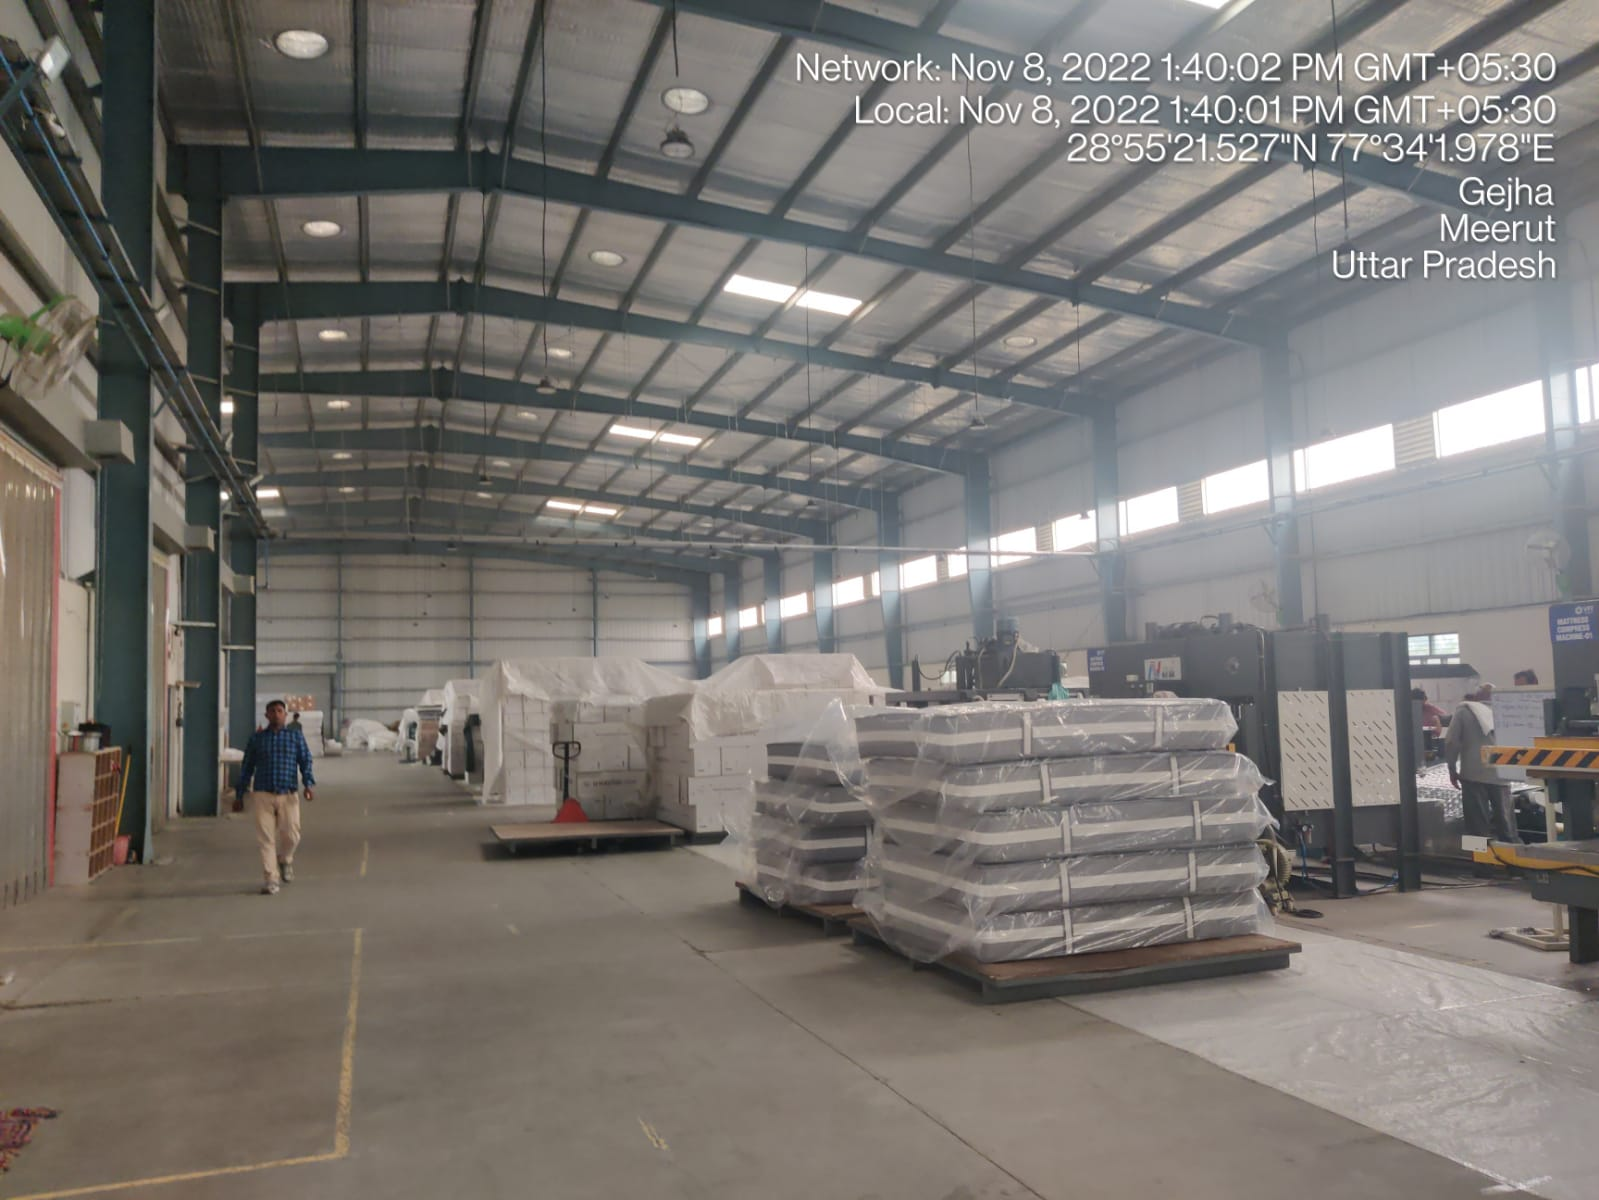 Network: Nov 8, 2022 1:40:02 PM GMT+05:30
Local: Nov 8, 2022 1:40:01 PM GMT+05:30
28°55'21.527"N 77°34'1.978"E
Gejha
Meerut
Uttar Pradesh
MATTRESS
COMPRESS
MACHINE-01